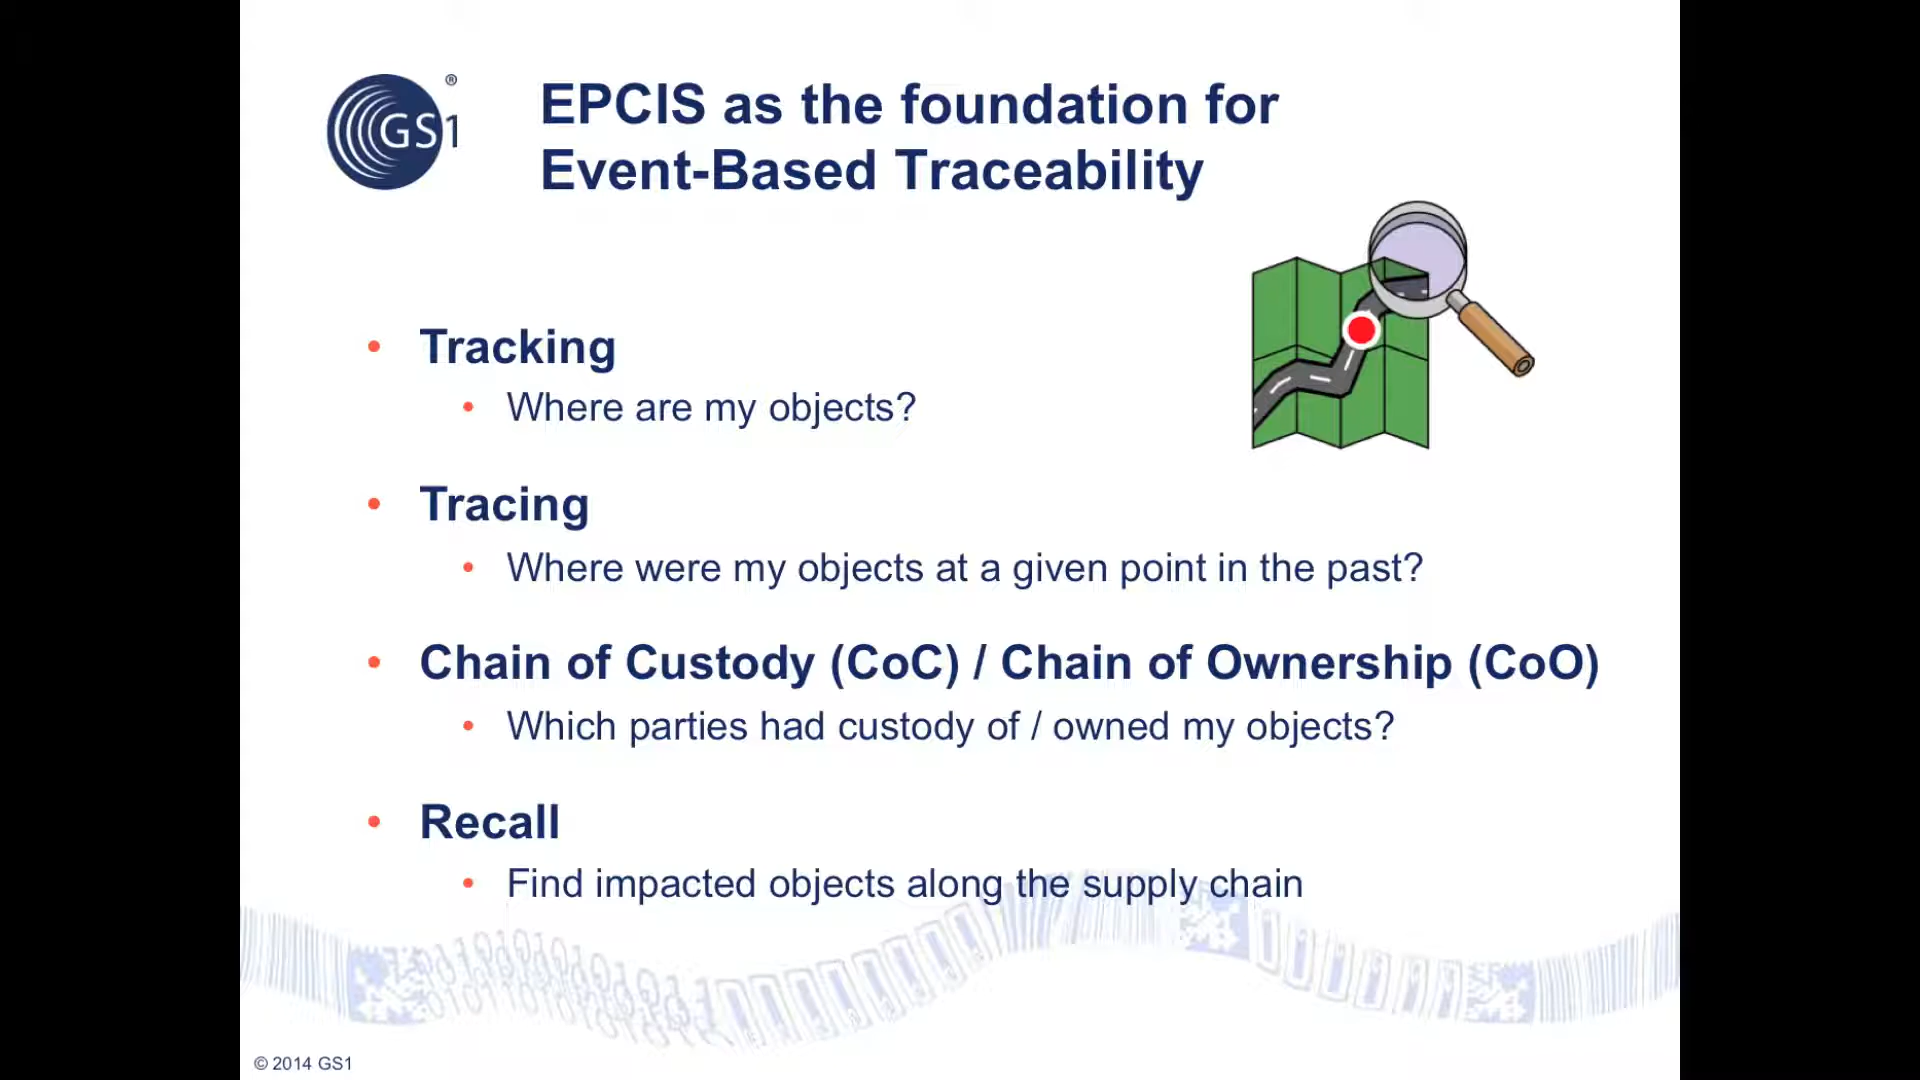 GS1®
EPCIS as the foundation for
Event-Based Traceability
• Tracking
• Where are my objects?
• Tracing
• Where were my objects at a given point in the past?
• Chain of Custody (CoC) / Chain of Ownership (CoO)
• Which parties had custody of / owned my objects?
• Recall
• Find impacted objects along the supply chain
© 2014 GS1